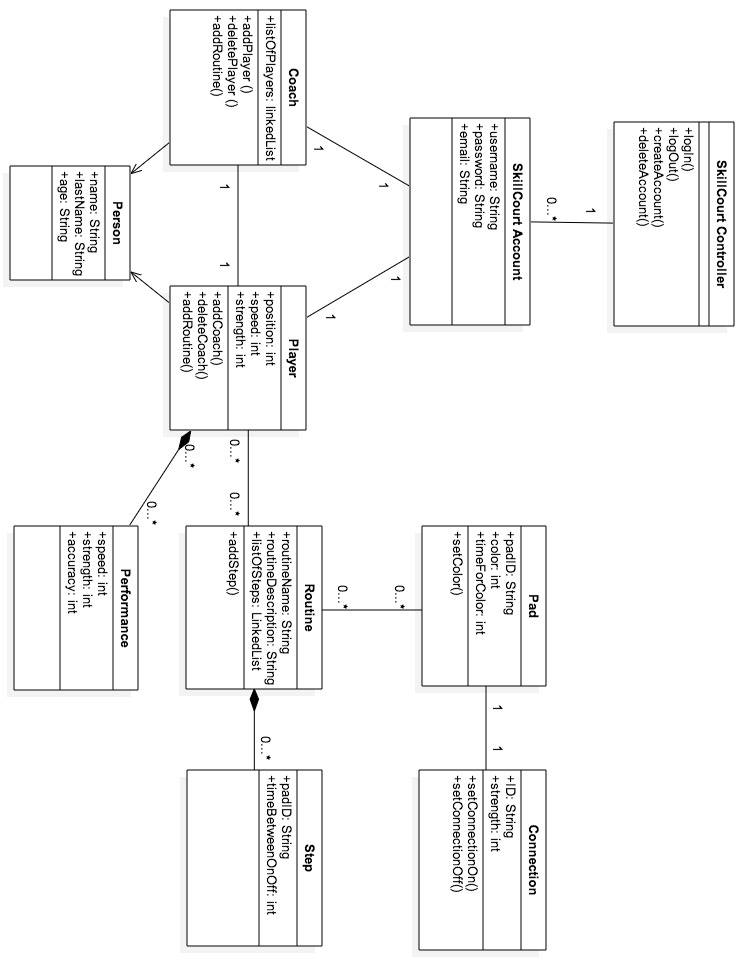 SkillCourt Controller
+logIn()
+logOut()
+createAccount()
+deleteAccount()
1
0...*
SkillCourt Account
+username: String
+password: String
+email: String
1
1
1
1
Coach
+listOfPlayers: linkedList
+addPlayer ()
+deletePlayer ()
+addRoutine()
1
1
Player
+position: int
+speed: int
+strength: int
+addCoach()
+deleteCoach()
+addRoutine()
Person
+name: String
+lastName: String
+age: String
0...*
0...*
0...*
0...*
Pad
+padID: String
+color: int
+timeForColor: int
+setColor()
1
1
Connection
+ID: String
+strength: int
+setConnectionOn()
+setConnectionOff()
0...*
0...*
Routine
+routineName: String
+routineDescription: String
+listOfSteps: LinkedList
+addStep()
0...*
Step
+padID: String
+timeBetweenOnOff: int
Performance
+speed: int
+strength: int
+accuracy: int